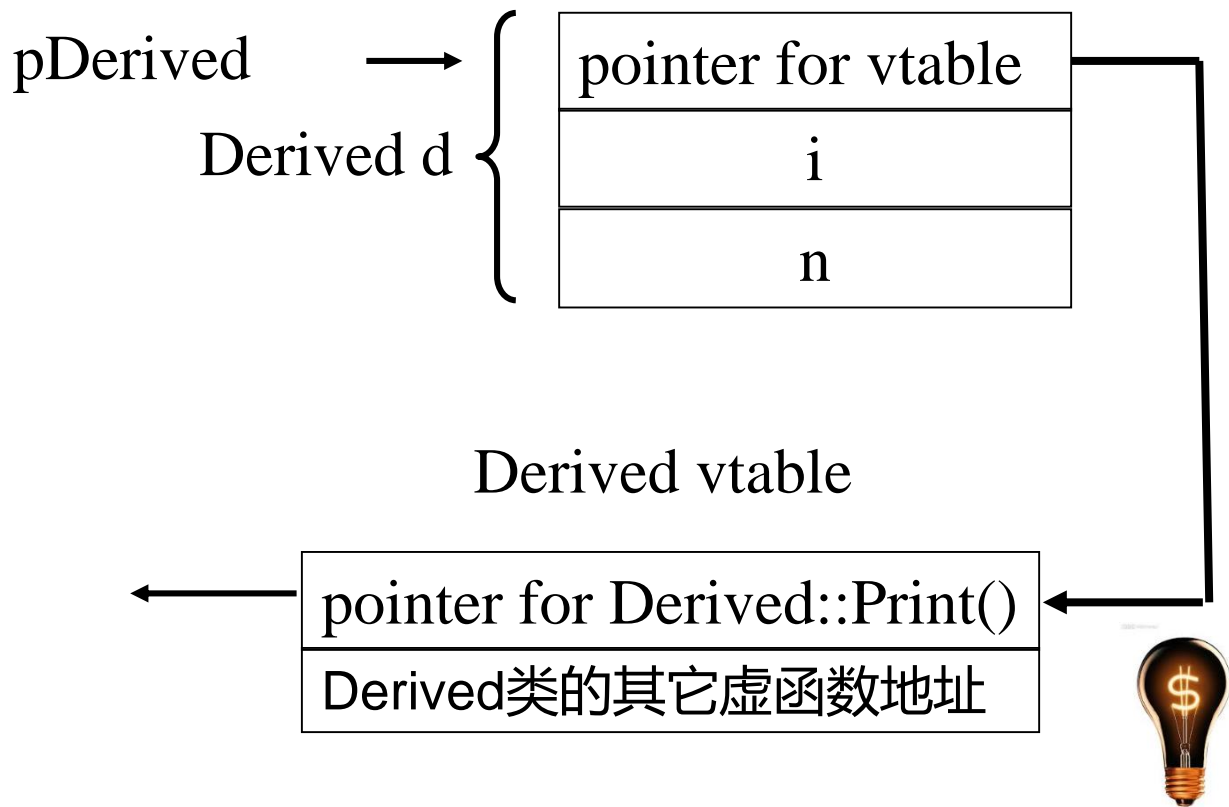 pDerived
pointer for vtable
Derived d
i
n
Derived vtable
pointer for Derived::Print()
Derived类的其它虚函数地址
$